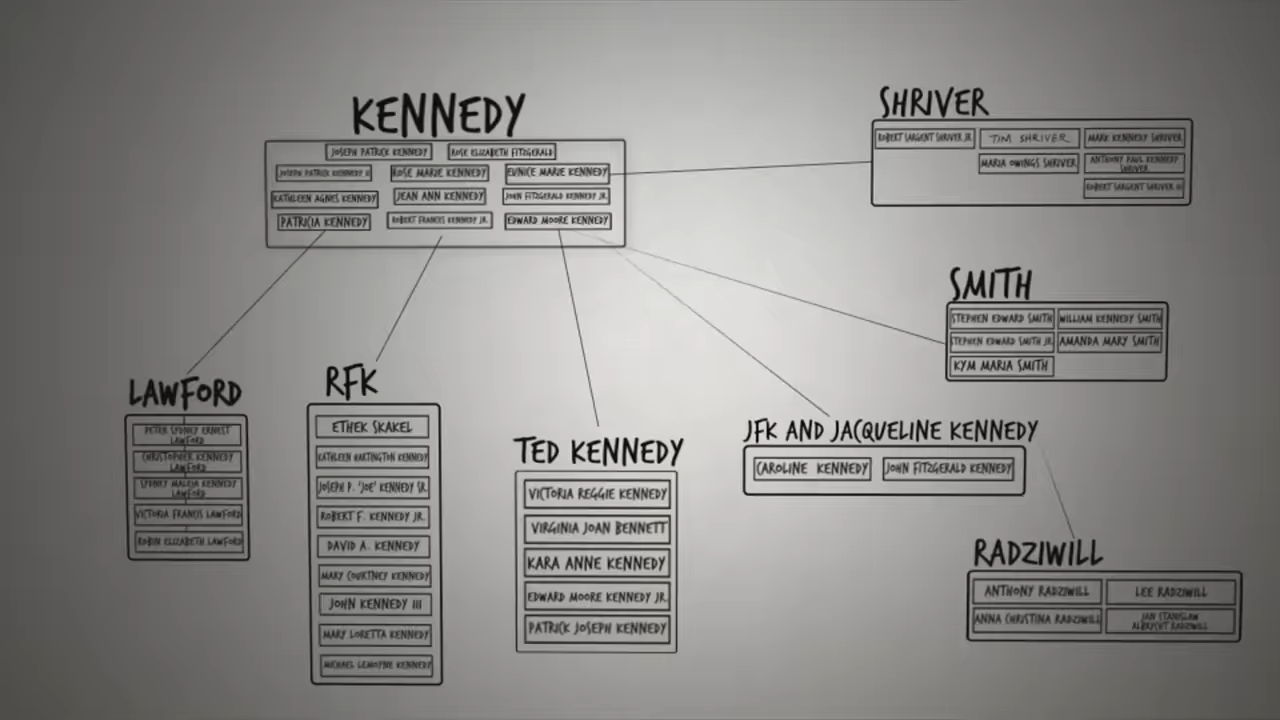 KENNEDY
JOSEPH PATRICK KENNEDY
ROSE ELIZABETH FITZGERALD
JOSEPH PATRICK KENNEDY II
ROSE MARIE KENNEDY
EUNICE MARIE KENNEDY
KATHLEEN AGNES KENNEDY
JEAN ANN KENNEDY
JOHN FITZGERALD KENNEDY JR.
PATRICIA KENNEDY
ROBERT FRANCIS KENNEDY JR.
EDWARD MOORE KENNEDY
SHRIVER
ROBERT SARGENT SHRIVER JR.
TIM SHRIVER
MARK KENNEDY SHRIVER
MARIA OWINGS SHRIVER
ANTHONY PAUL KENNEDY
SHRIVER
ROBERT SARGENT SHRIVER III
SMITH
STEPHEN EDWARD SMITH
WILLIAM KENNEDY SMITH
STEPHEN EDWARD SMITH JR.
AMANDA MARY SMITH
KYM MARIA SMITH
LAWFORD
PETER SYDNEY ERNEST
LAWFORD
CHRISTOPHER KENNEDY
LAWFORD
SYDNEY MALEIA KENNEDY
LAWFORD
VICTORIA FRANCIS LAWFORD
ROBIN ELIZABETH LAWFORD
RFK
ETHEK SKAKEL
KATHLEEN HARTINGTON KENNEDY
JOSEPH P. 'JOE' KENNEDY SR.
ROBERT F. KENNEDY JR.
DAVID A. KENNEDY
MARY COURTNEY KENNEDY
JOHN KENNEDY III
MARY LORETTA KENNEDY
MICHAEL LEMOYNE KENNEDY
TED KENNEDY
VICTORIA REGGIE KENNEDY
VIRGINIA JOAN BENNETT
KARA ANNE KENNEDY
EDWARD MOORE KENNEDY JR.
PATRICK JOSEPH KENNEDY
JFK AND JACQUELINE KENNEDY
CAROLINE KENNEDY
JOHN FITZGERALD KENNEDY
RADZIWILL
ANTHONY RADZIWILL
LEE RADZIWILL
ANNA CHRISTINA RADZIWILL
JAN STANISLAW
ALBRYCHT RADZIWILL